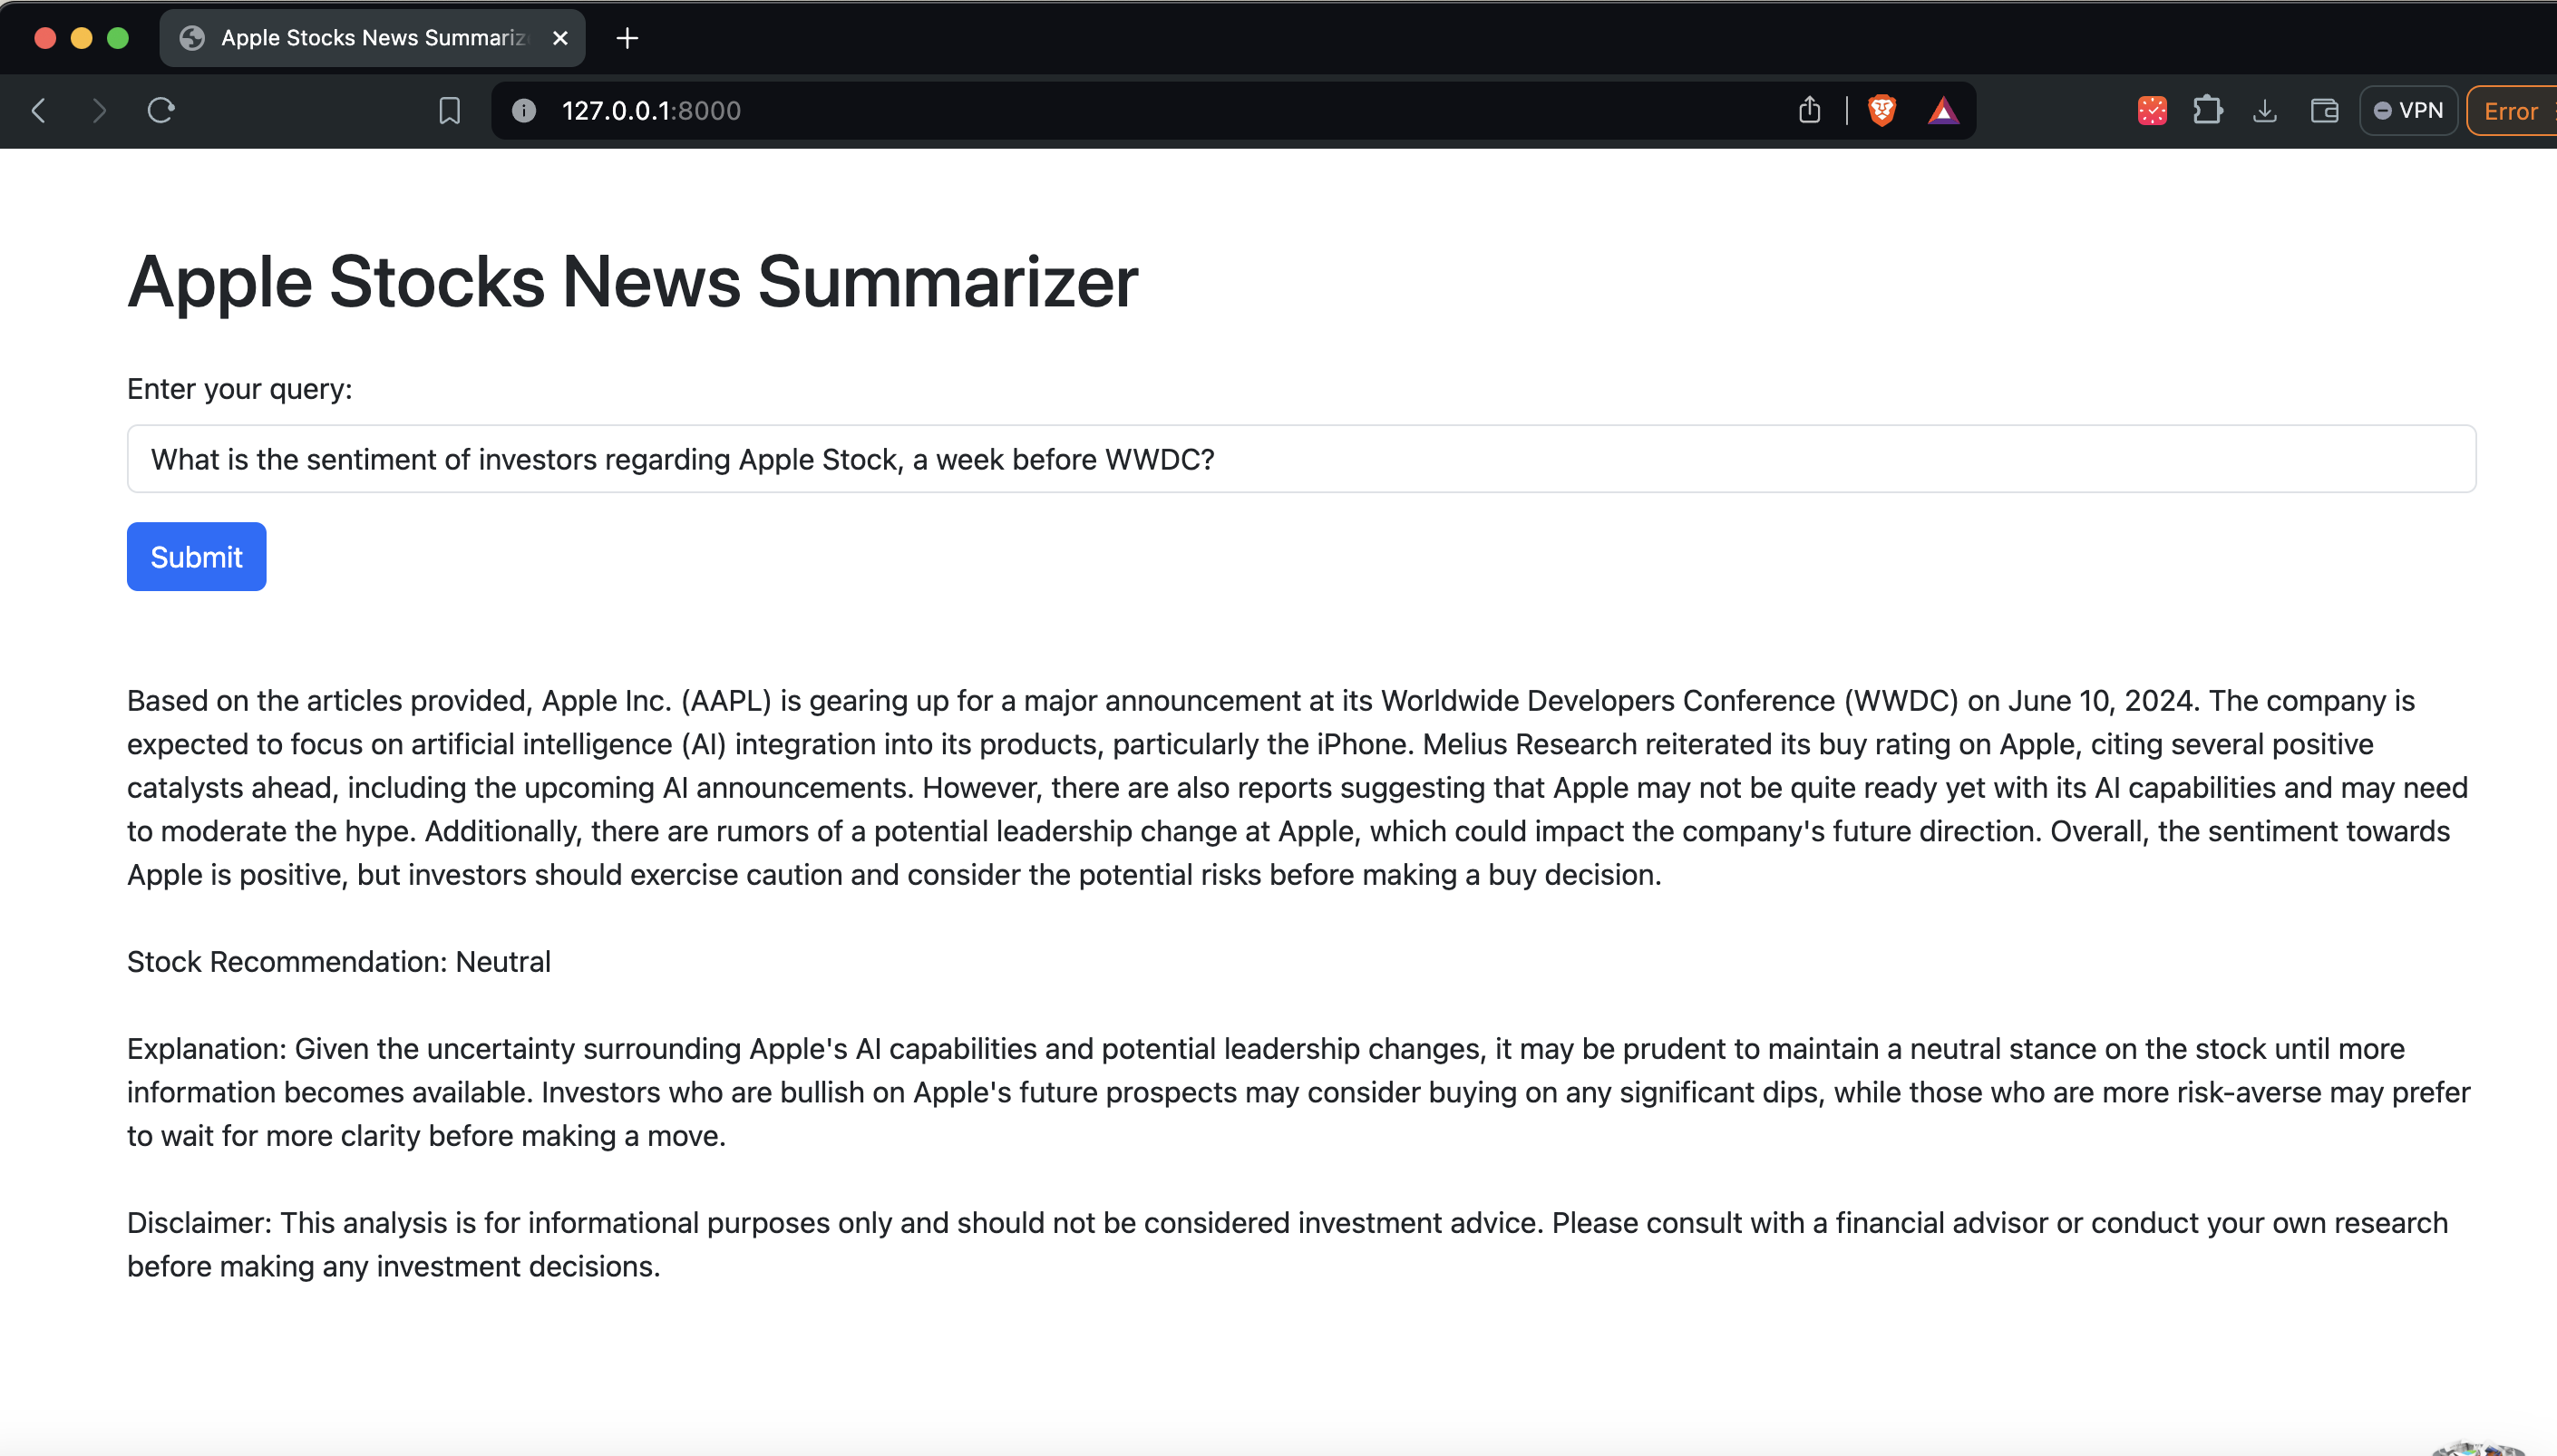 Apple Stocks News Summariz
127.0.0.1:8000
VPN
Error
Apple Stocks News Summarizer
Enter your query:
What is the sentiment of investors regarding Apple Stock, a week before WWDC?
Submit
Based on the articles provided, Apple Inc. (AAPL) is gearing up for a major announcement at its Worldwide Developers Conference (WWDC) on June 10, 2024. The company is
expected to focus on artificial intelligence (AI) integration into its products, particularly the iPhone. Melius Research reiterated its buy rating on Apple, citing several positive
catalysts ahead, including the upcoming AI announcements. However, there are also reports suggesting that Apple may not be quite ready yet with its AI capabilities and may need
to moderate the hype. Additionally, there are rumors of a potential leadership change at Apple, which could impact the company's future direction. Overall, the sentiment towards
Apple is positive, but investors should exercise caution and consider the potential risks before making a buy decision.
Stock Recommendation: Neutral
Explanation: Given the uncertainty surrounding Apple's AI capabilities and potential leadership changes, it may be prudent to maintain a neutral stance on the stock until more
information becomes available. Investors who are bullish on Apple's future prospects may consider buying on any significant dips, while those who are more risk-averse may prefer
to wait for more clarity before making a move.
Disclaimer: This analysis is for informational purposes only and should not be considered investment advice. Please consult with a financial advisor or conduct your own research
before making any investment decisions.